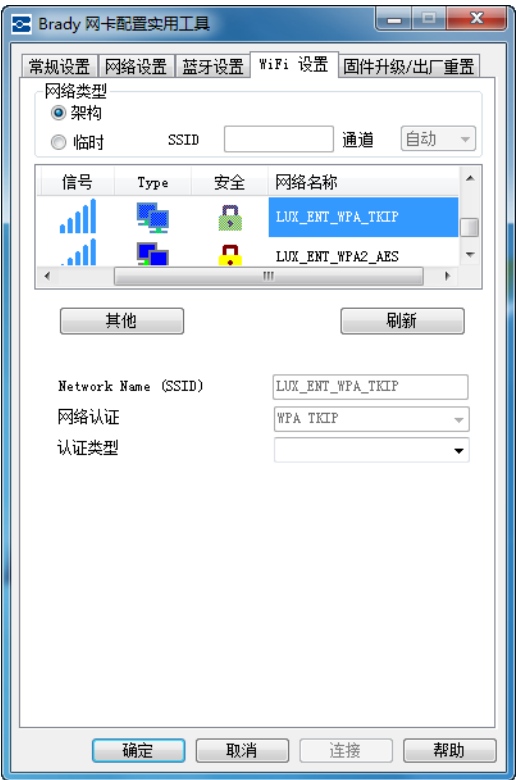 Brady 网卡配置实用工具
常规设置 网络设置 蓝牙设置 WiFi 设置 固件升级/出厂重置
网络类型
架构
临时 SSID 通道 自动
信号 Type 安全 网络名称
LUX_ENT_WPA_TKIP
LUX_ENT_WPA2_AES
其他 刷新
Network Name (SSID) LUX_ENT_WPA_TKIP
网络认证 WPA TKIP
认证类型
确定 取消 连接 帮助